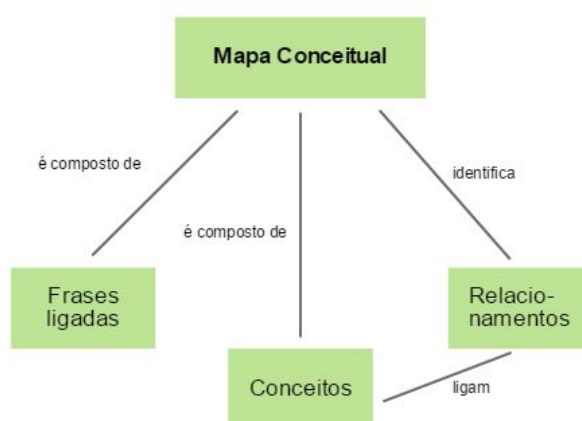 Mapa Conceitual
é composto de
identifica
é composto de
Frases
ligadas
Relacio-
namentos
Conceitos
ligam